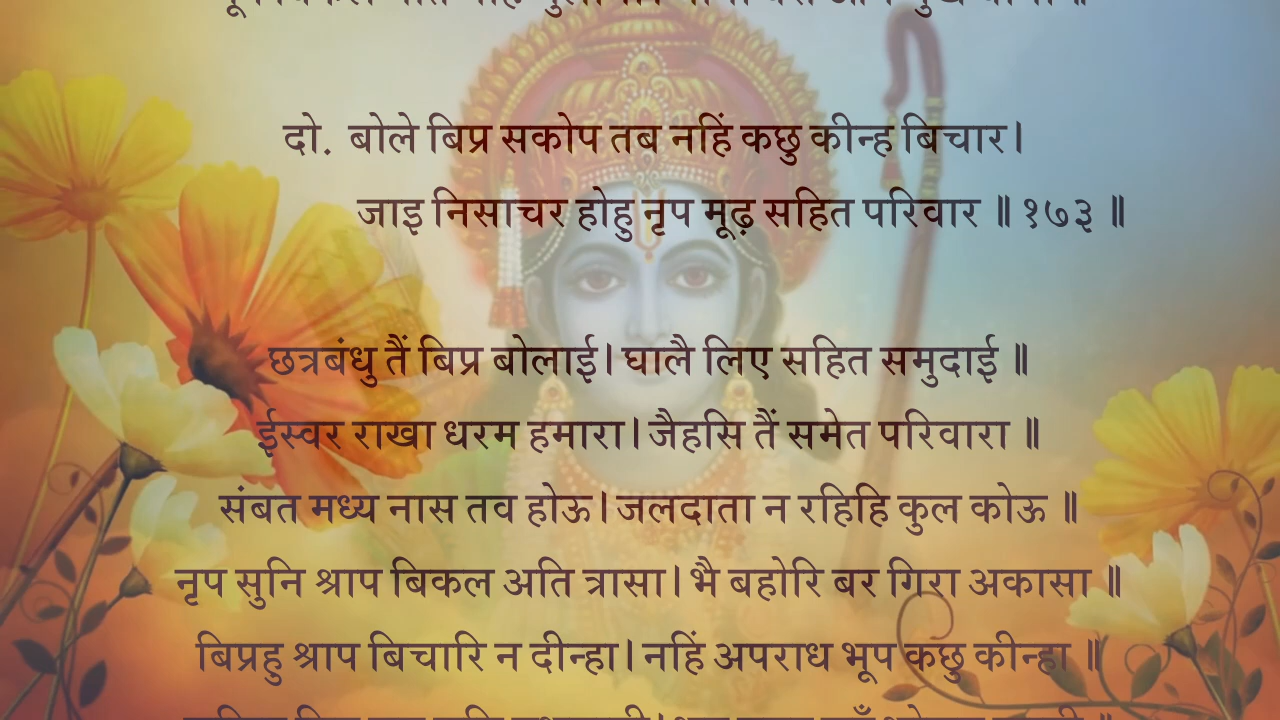 दो. बोले बिप्र सकोप तब नहिं कछु कीन्ह बिचार।
जाइ निसाचर होहु नृप मूढ़ सहित परिवार ॥ १७३ ॥
छत्रबंधु तैं बिप्र बोलाई। घालै लिए सहित समुदाई ॥
ईस्वर राखा धरम हमारा। जैहसि तैं समेत परिवारा ॥
संबत मध्य नास तव होऊ। जलदाता न रहिहि कुल कोऊ ॥
नृप सुनि श्राप बिकल अति त्रासा। भै बहोरि बर गिरा अकासा ॥
बिप्रहु श्राप बिचारि न दीन्हा। नहिं अपराध भूप कछु कीन्हा ॥